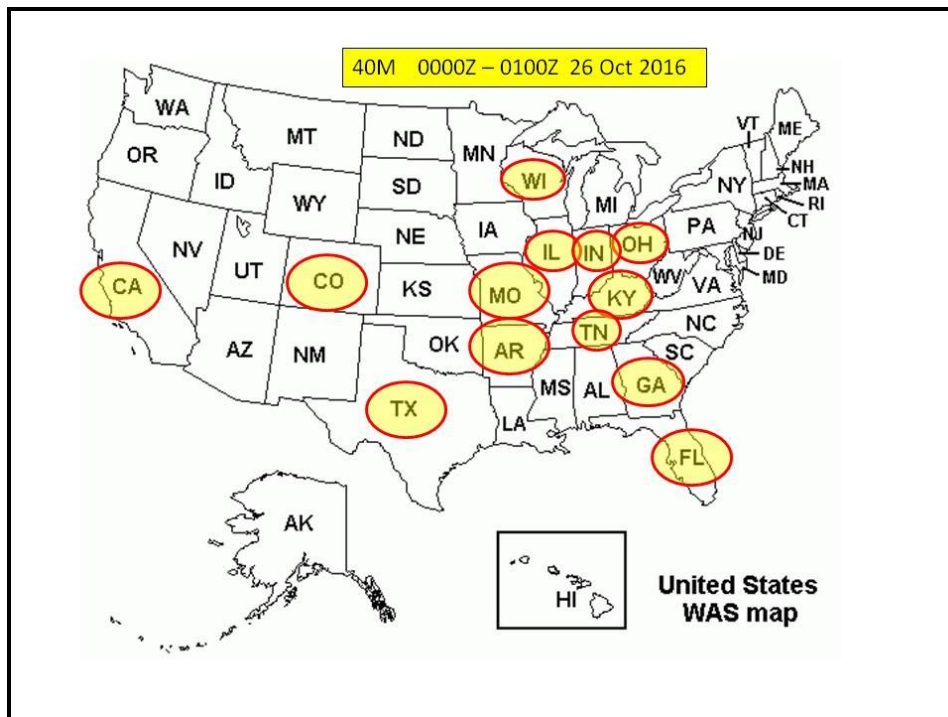 40M 0000Z – 0100Z 26 Oct 2016
WA
MT
ND
MN
VT
ME
OR
ID
SD
WI
NH
WY
MI
NY
MA
RI
CT
NV
NE
IA
PA
NJ
UT
CO
IL
IN
OH
DE
CA
KS
MO
KY
WV
VA
MD
AZ
NM
OK
AR
TN
NC
SC
TX
MS
AL
GA
LA
FL
AK
HI
United States
WAS map